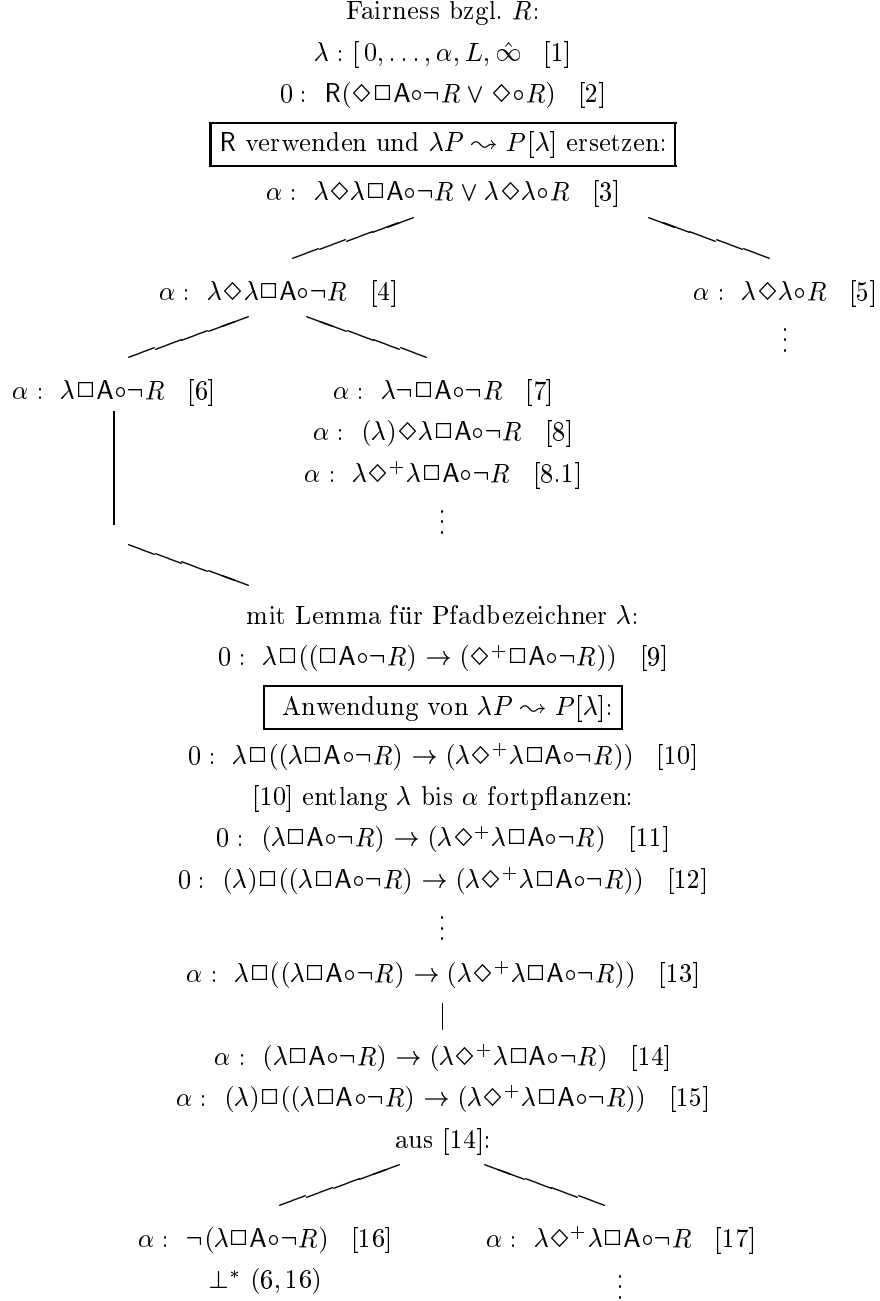 Fairness bzgl. R:
λ : [ 0, . . . , α, L, ∞̂ [1]
0 : R(◇□A∘¬R ∨ ◇∘R) [2]
R verwenden und λP ⤳ P[λ] ersetzen:
α : λ◇λ□A∘¬R ∨ λ◇λ∘R [3]
α : λ◇λ□A∘¬R [4] α : λ◇λ∘R [5]
⋮
α : λ□A∘¬R [6] α : λ¬□A∘¬R [7]
α : (λ)◇λ□A∘¬R [8]
α : λ◇⁺λ□A∘¬R [8.1]
⋮
mit Lemma für Pfadbezeichner λ:
0 : λ□((□A∘¬R) → (◇⁺□A∘¬R)) [9]
Anwendung von λP ⤳ P[λ]:
0 : λ□((λ□A∘¬R) → (λ◇⁺λ□A∘¬R)) [10]
[10] entlang λ bis α fortpflanzen:
0 : (λ□A∘¬R) → (λ◇⁺λ□A∘¬R) [11]
0 : (λ)□((λ□A∘¬R) → (λ◇⁺λ□A∘¬R)) [12]
⋮
α : λ□((λ□A∘¬R) → (λ◇⁺λ□A∘¬R)) [13]
α : (λ□A∘¬R) → (λ◇⁺λ□A∘¬R) [14]
α : (λ)□((λ□A∘¬R) → (λ◇⁺λ□A∘¬R)) [15]
aus [14]:
α : ¬(λ□A∘¬R) [16] α : λ◇⁺λ□A∘¬R [17]
⊥* (6, 16) ⋮